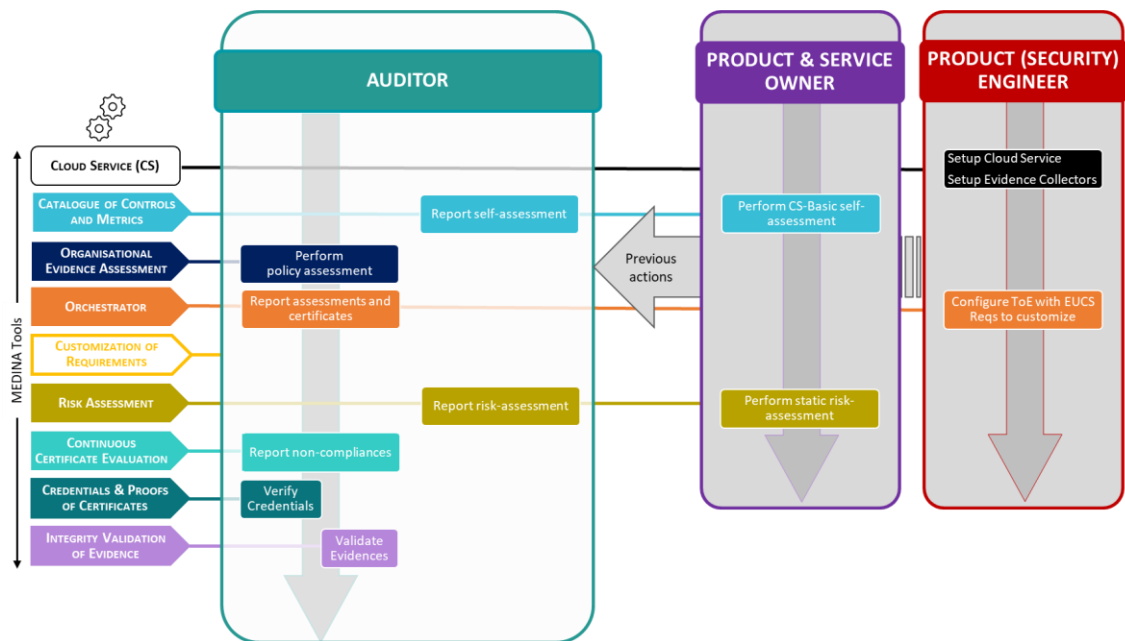 AUDITOR
PRODUCT & SERVICE
OWNER
PRODUCT (SECURITY)
ENGINEER
MEDINA Tools
CLOUD SERVICE (CS)
Setup Cloud Service
Setup Evidence Collectors
CATALOGUE OF CONTROLS
AND METRICS
Report self-assessment
Perform CS-Basic self-
assessment
ORGANISATIONAL
EVIDENCE ASSESSMENT
Perform
policy assessment
Previous
actions
ORCHESTRATOR
Report assessments and
certificates
Configure ToE with EUCS
Reqs to customize
CUSTOMIZATION OF
REQUIREMENTS
RISK ASSESSMENT
Report risk-assessment
Perform static risk-
assessment
CONTINUOUS
CERTIFICATE EVALUATION
Report non-compliances
CREDENTIALS & PROOFS
OF CERTIFICATES
Verify
Credentials
INTEGRITY VALIDATION
OF EVIDENCE
Validate
Evidences